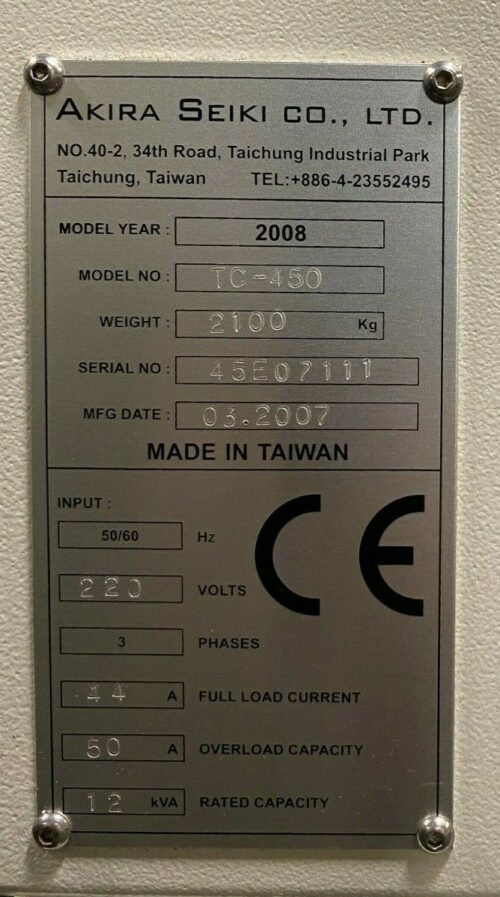 AKIRA SEIKI CO., LTD.
NO.40-2, 34th Road, Taichung Industrial Park
Taichung, Taiwan TEL:+886-4-23552495
MODEL YEAR : 2008
MODEL NO : TC-450
WEIGHT : 2100 Kg
SERIAL NO : 45E07111
MFG DATE : 03.2007
MADE IN TAIWAN
INPUT :
50/60 Hz
220 VOLTS
3 PHASES
44 A FULL LOAD CURRENT
50 A OVERLOAD CAPACITY
12 kVA RATED CAPACITY
CE